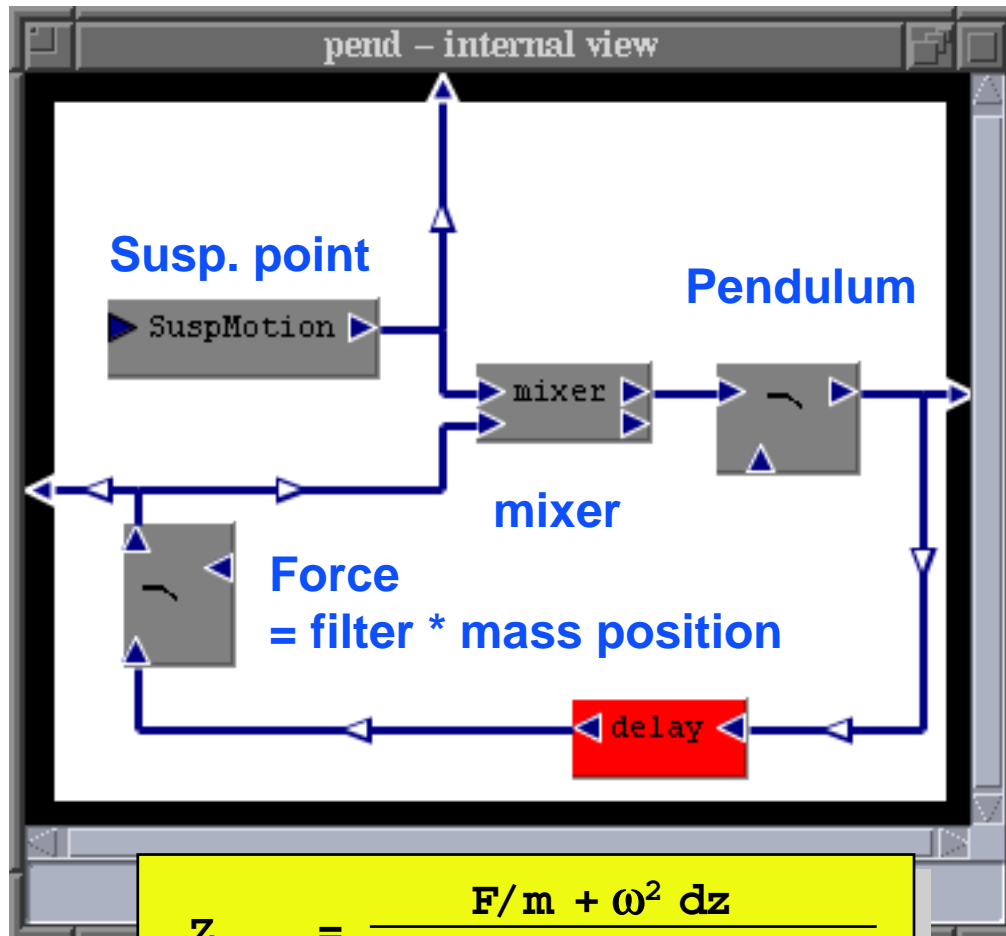 pend – internal view
Susp. point
SuspMotion
Pendulum
mixer
mixer
Force
= filter * mass position
delay
F/m + ω² dz
Z =